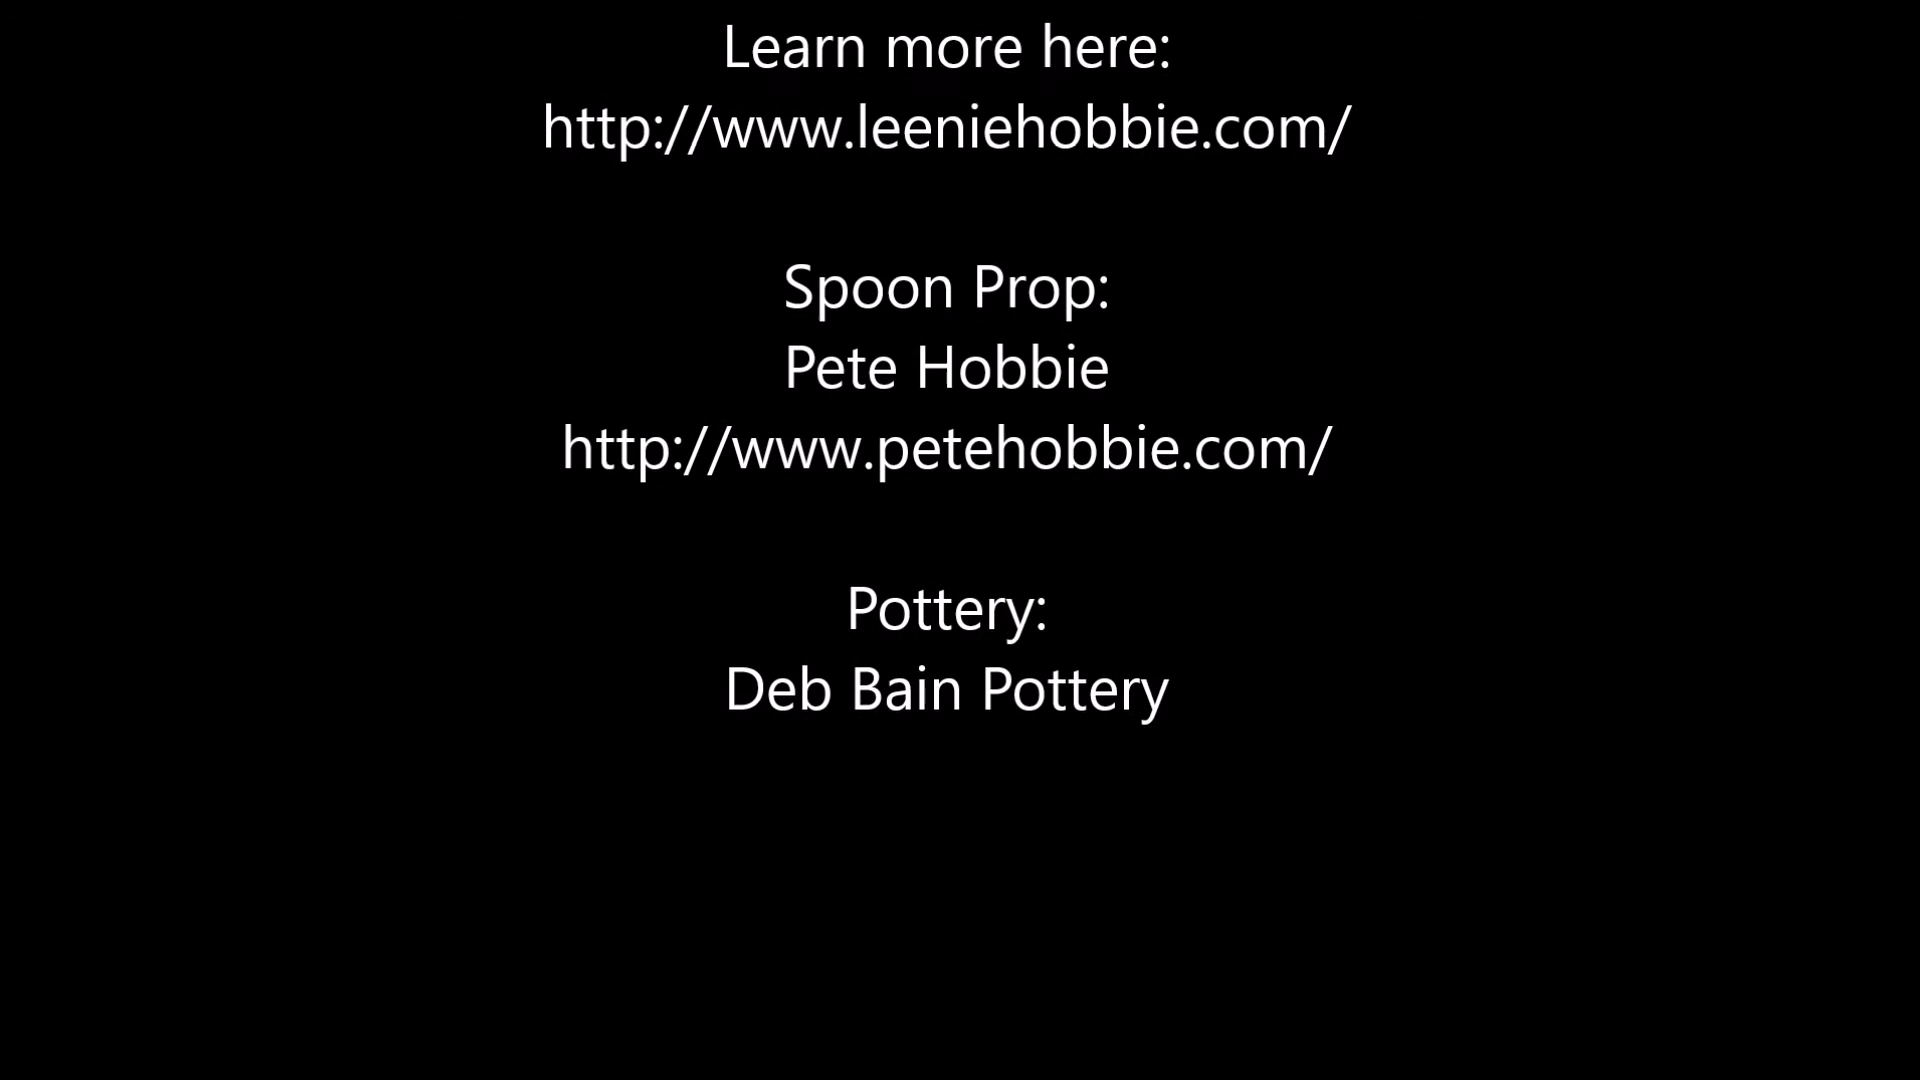 Learn more here:
http://www.leeniehobbie.com/
Spoon Prop:
Pete Hobbie
http://www.petehobbie.com/
Pottery:
Deb Bain Pottery